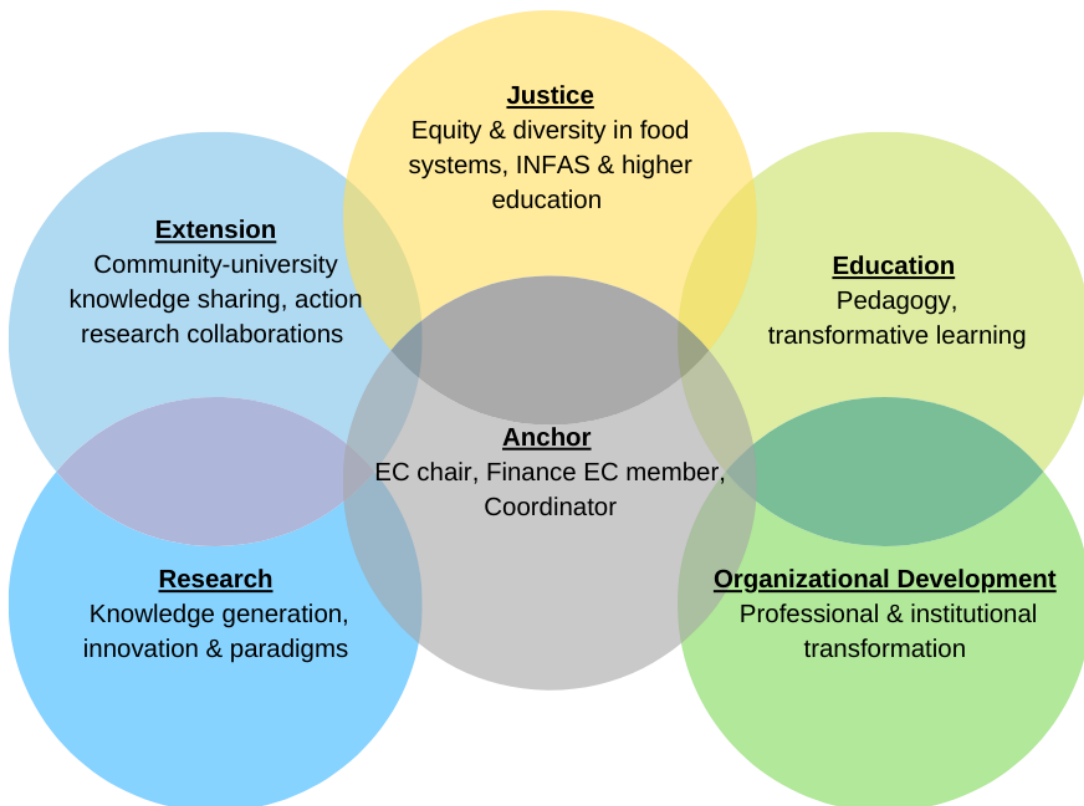 Justice
Equity & diversity in food
systems, INFAS & higher
education
Extension
Community-university
knowledge sharing, action
research collaborations
Education
Pedagogy,
transformative learning
Anchor
EC chair, Finance EC member,
Coordinator
Research
Knowledge generation,
innovation & paradigms
Organizational Development
Professional & institutional
transformation